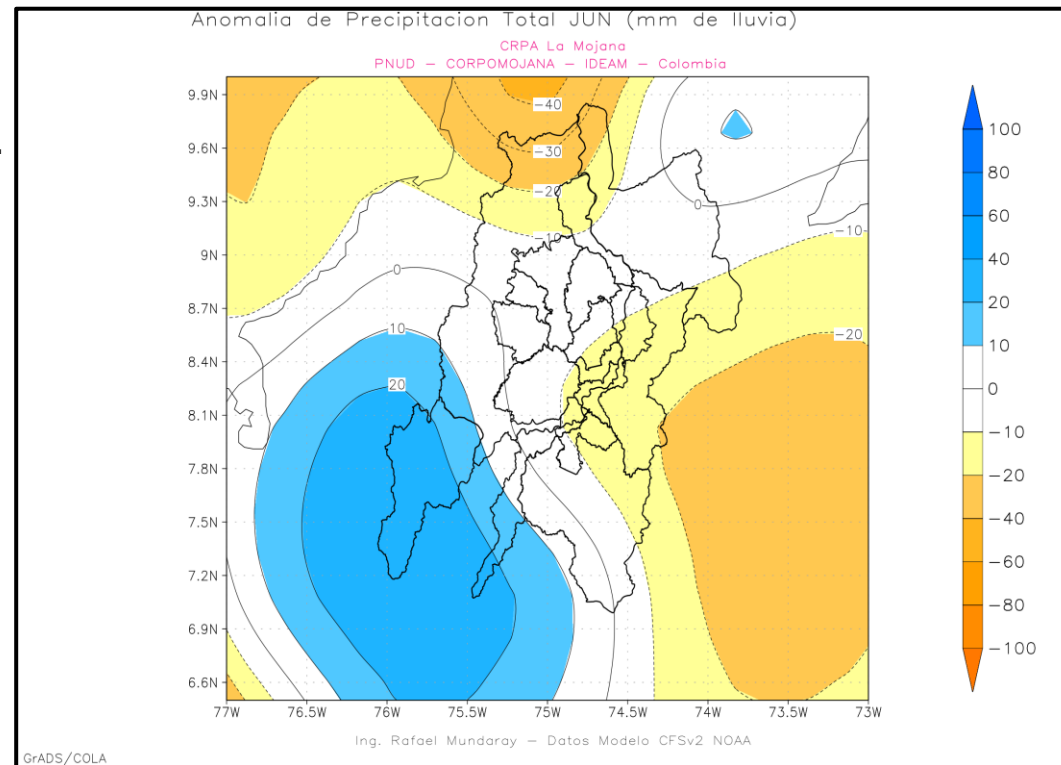 Anomalia de Precipitacion Total JUN (mm de lluvia)
CRPA La Mojana
PNUD – CORPOMOJANA – IDEAM – Colombia
9.9N
9.6N
9.3N
9N
8.7N
8.4N
8.1N
7.8N
7.5N
7.2N
6.9N
6.6N
77W 76.5W 76W 75.5W 75W 74.5W 74W 73.5W 73W
−40
−30
−20
−10
0
−10
0
10
−20
20
100
80
60
40
20
10
0
−10
−20
−40
−60
−80
−100
Ing. Rafael Mundaray – Datos Modelo CFSv2 NOAA
GrADS/COLA